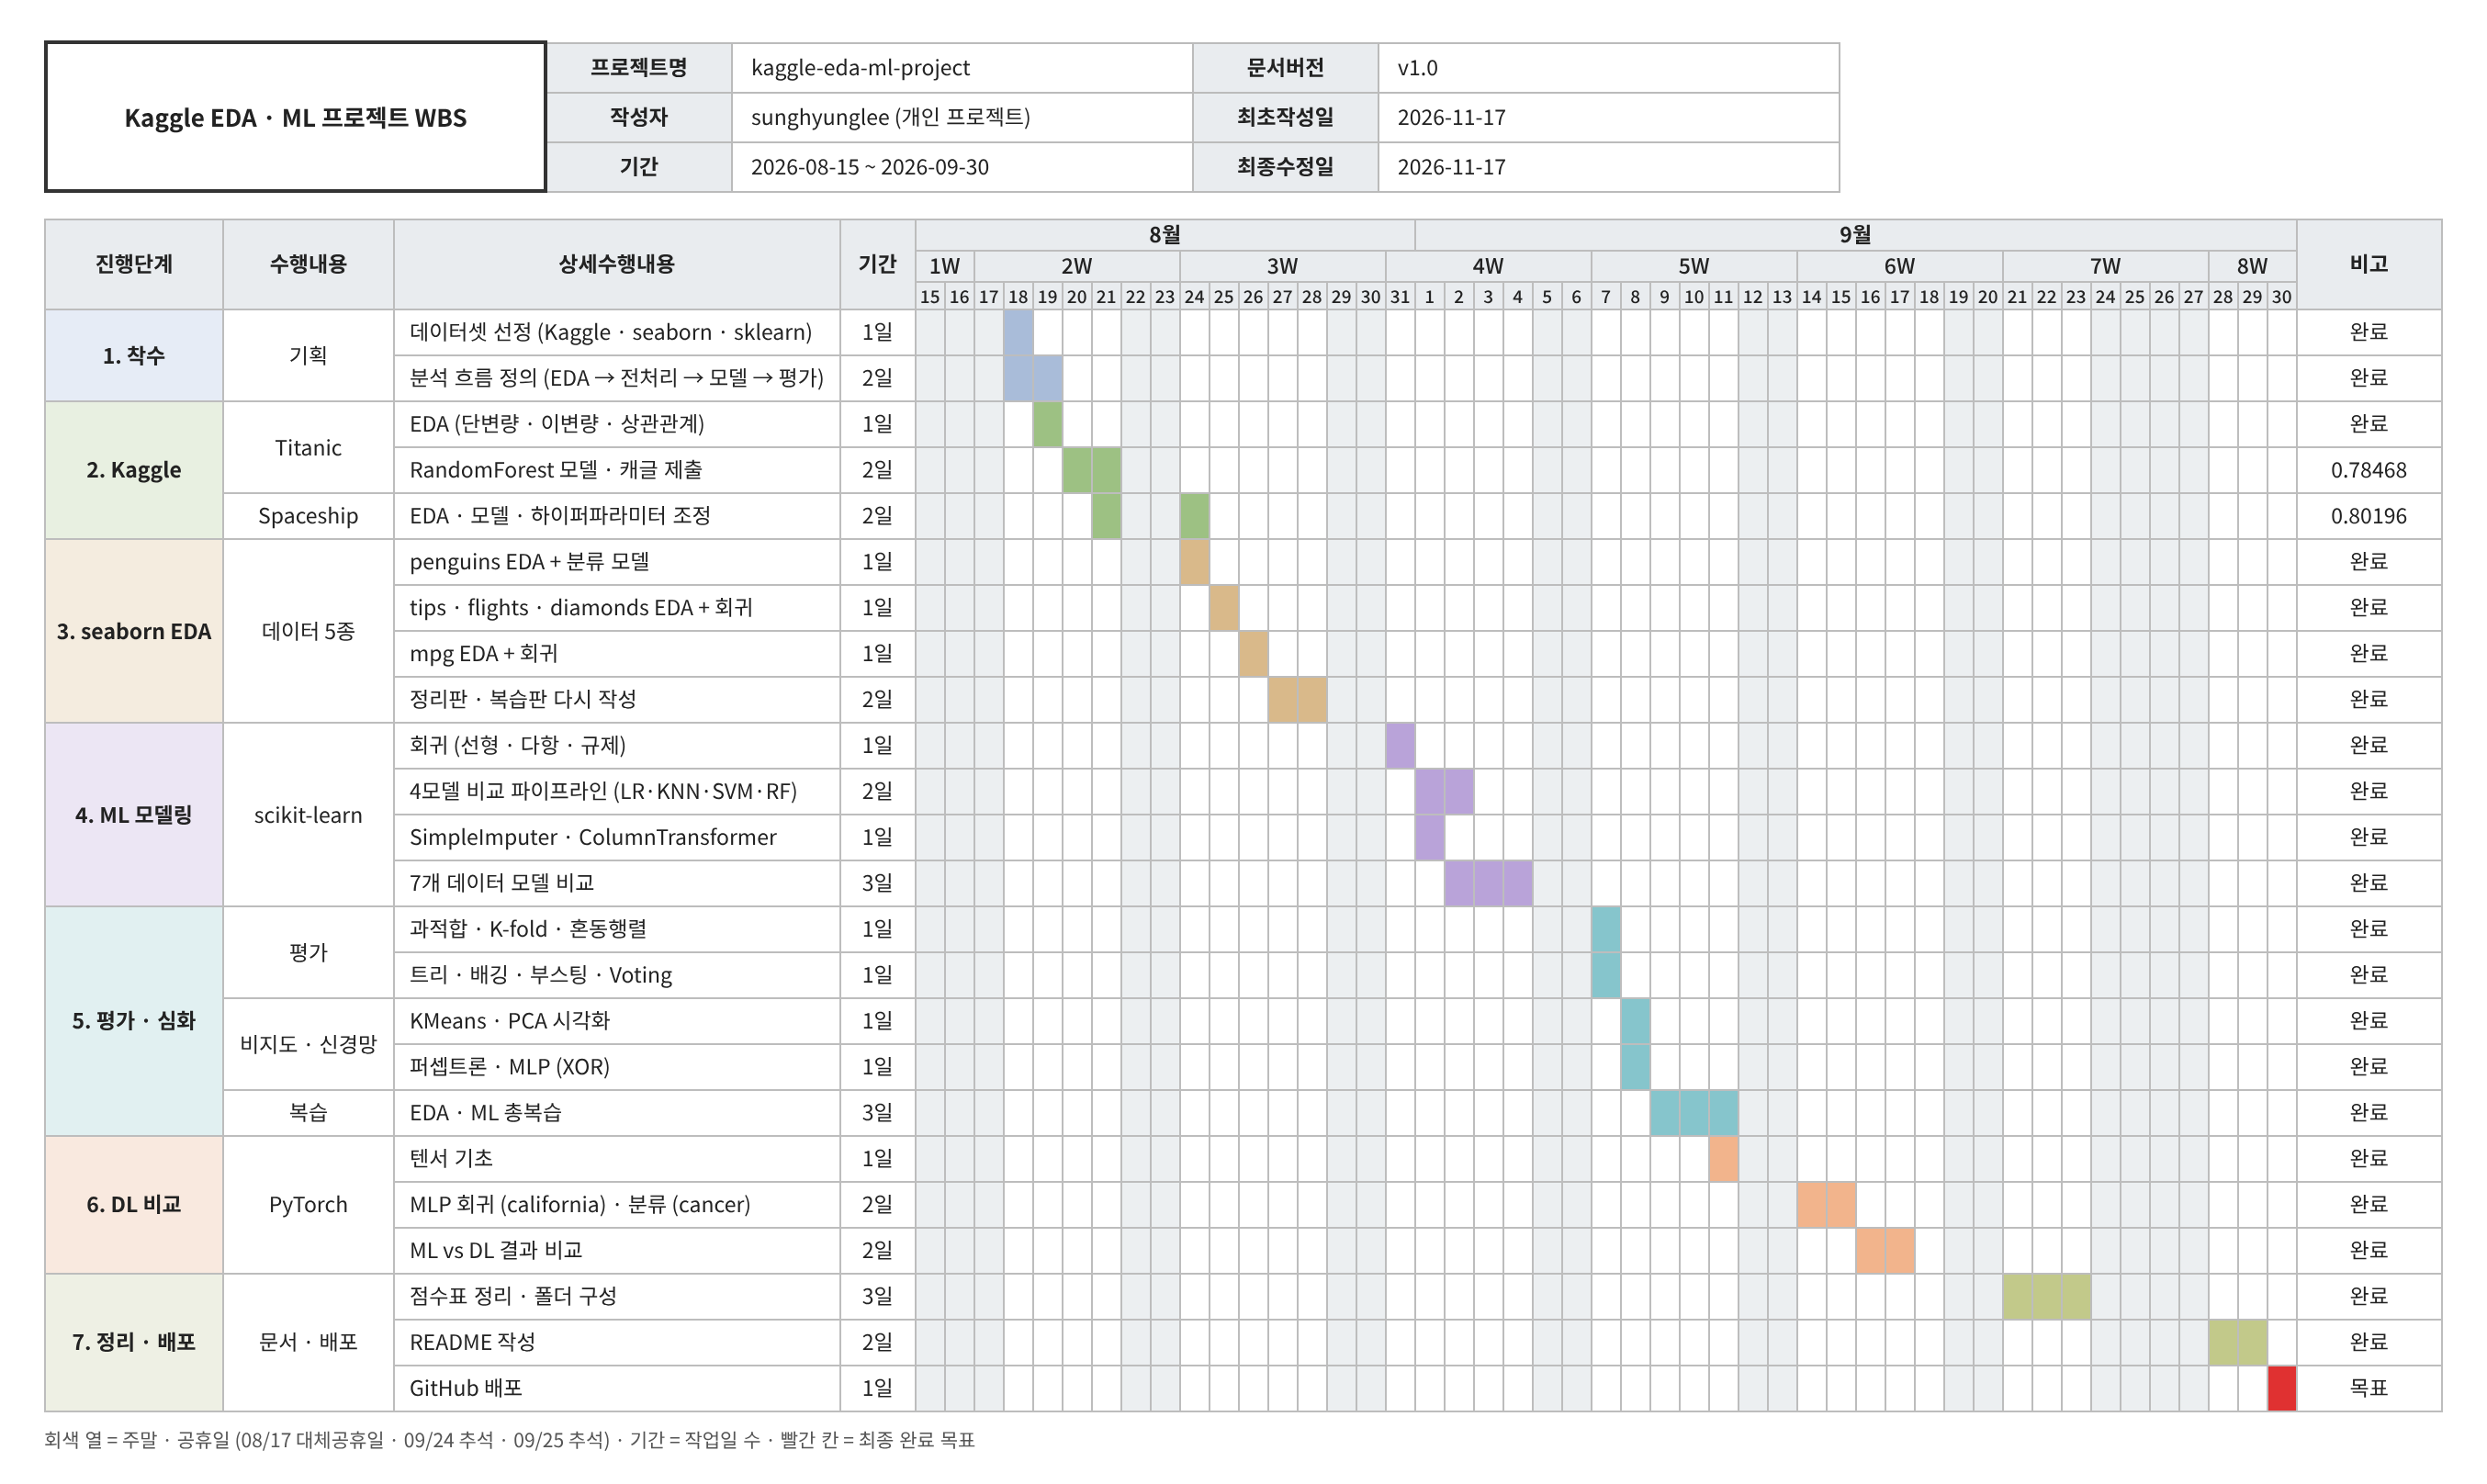 Kaggle EDA · ML 프로젝트 WBS
프로젝트명 kaggle-eda-ml-project 문서버전 v1.0
작성자 sunghyunglee (개인 프로젝트) 최초작성일 2026-11-17
기간 2026-08-15 ~ 2026-09-30 최종수정일 2026-11-17
진행단계 수행내용 상세수행내용 기간 8월 9월 비고
1W 2W 3W 4W 5W 6W 7W 8W
15 16 17 18 19 20 21 22 23 24 25 26 27 28 29 30 31 1 2 3 4 5 6 7 8 9 10 11 12 13 14 15 16 17 18 19 20 21 22 23 24 25 26 27 28 29 30
1. 착수 기획 데이터셋 선정 (Kaggle · seaborn · sklearn) 1일 완료
분석 흐름 정의 (EDA → 전처리 → 모델 → 평가) 2일 완료
2. Kaggle Titanic EDA (단변량 · 이변량 · 상관관계) 1일 완료
RandomForest 모델 · 캐글 제출 2일 0.78468
Spaceship EDA · 모델 · 하이퍼파라미터 조정 2일 0.80196
3. seaborn EDA 데이터 5종 penguins EDA + 분류 모델 1일 완료
tips · flights · diamonds EDA + 회귀 1일 완료
mpg EDA + 회귀 1일 완료
정리판 · 복습판 다시 작성 2일 완료
4. ML 모델링 scikit-learn 회귀 (선형 · 다항 · 규제) 1일 완료
4모델 비교 파이프라인 (LR·KNN·SVM·RF) 2일 완료
SimpleImputer · ColumnTransformer 1일 완료
7개 데이터 모델 비교 3일 완료
5. 평가 · 심화 평가 과적합 · K-fold · 혼동행렬 1일 완료
트리 · 배깅 · 부스팅 · Voting 1일 완료
비지도 · 신경망 KMeans · PCA 시각화 1일 완료
퍼셉트론 · MLP (XOR) 1일 완료
복습 EDA · ML 총복습 3일 완료
6. DL 비교 PyTorch 텐서 기초 1일 완료
MLP 회귀 (california) · 분류 (cancer) 2일 완료
ML vs DL 결과 비교 2일 완료
7. 정리 · 배포 문서 · 배포 점수표 정리 · 폴더 구성 3일 완료
README 작성 2일 완료
GitHub 배포 1일 목표
회색 열 = 주말 · 공휴일 (08/17 대체공휴일 · 09/24 추석 · 09/25 추석) · 기간 = 작업일 수 · 빨간 칸 = 최종 완료 목표